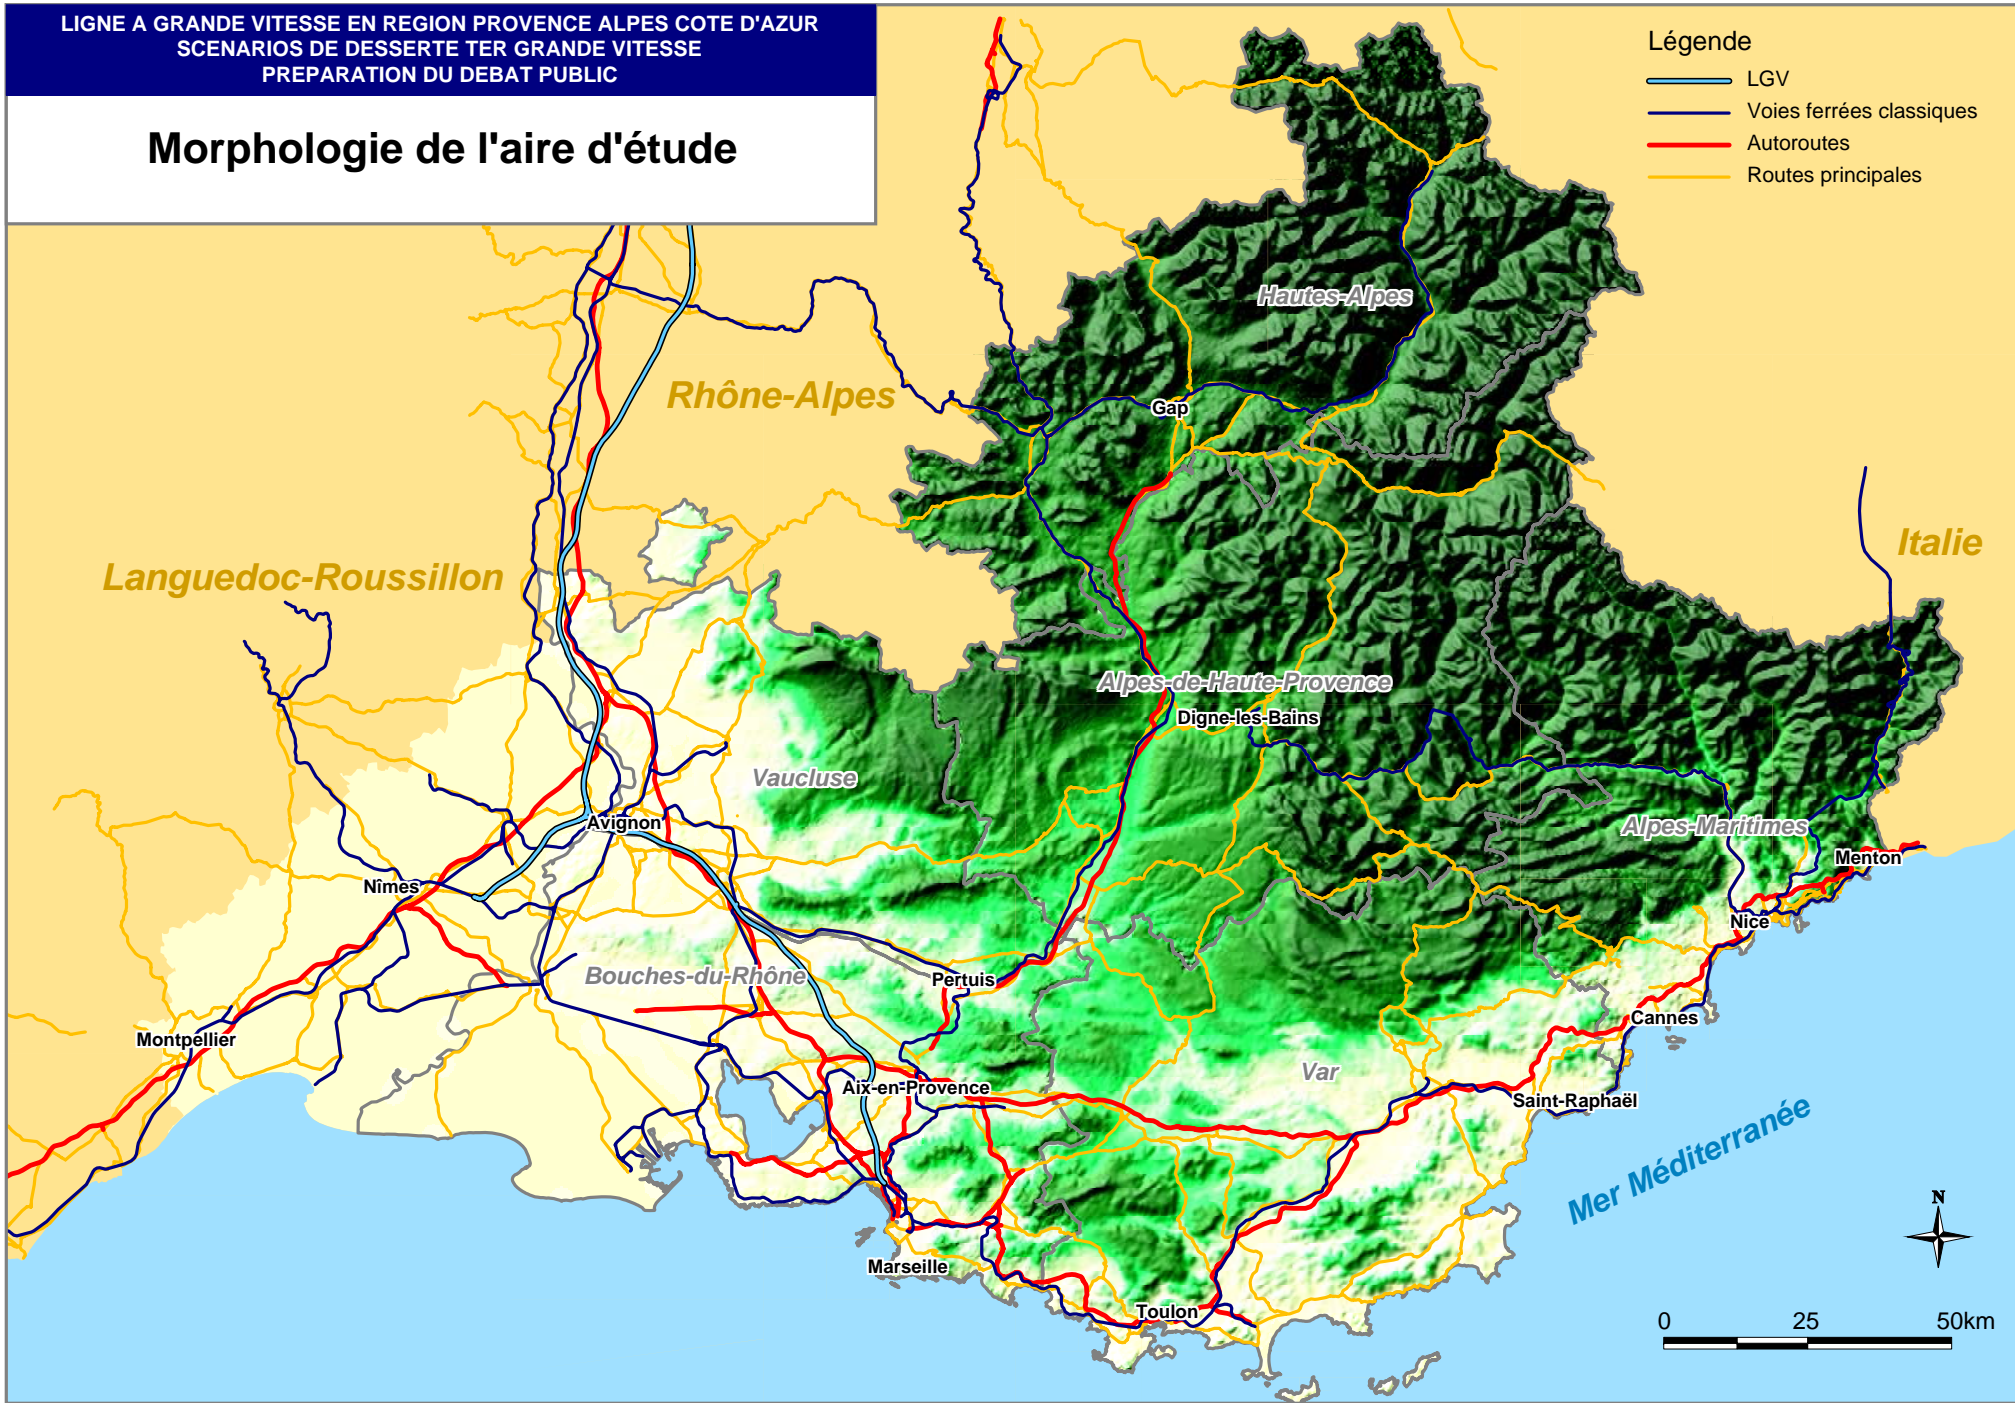 LIGNE A GRANDE VITESSE EN REGION PROVENCE ALPES COTE D'AZUR
SCENARIOS DE DESSERTE TER GRANDE VITESSE
PREPARATION DU DEBAT PUBLIC
Morphologie de l'aire d'étude
Légende
LGV
Voies ferrées classiques
Autoroutes
Routes principales
Hautes-Alpes
Rhône-Alpes
Gap
Italie
Languedoc-Roussillon
Alpes-de-Haute-Provence
Digne-les-Bains
Vaucluse
Avignon
Alpes-Maritimes
Menton
Nîmes
Nice
Bouches-du-Rhône
Pertuis
Cannes
Montpellier
Var
Aix-en-Provence
Saint-Raphaël
Mer Méditerranée
N
Marseille
Toulon
0 25 50km